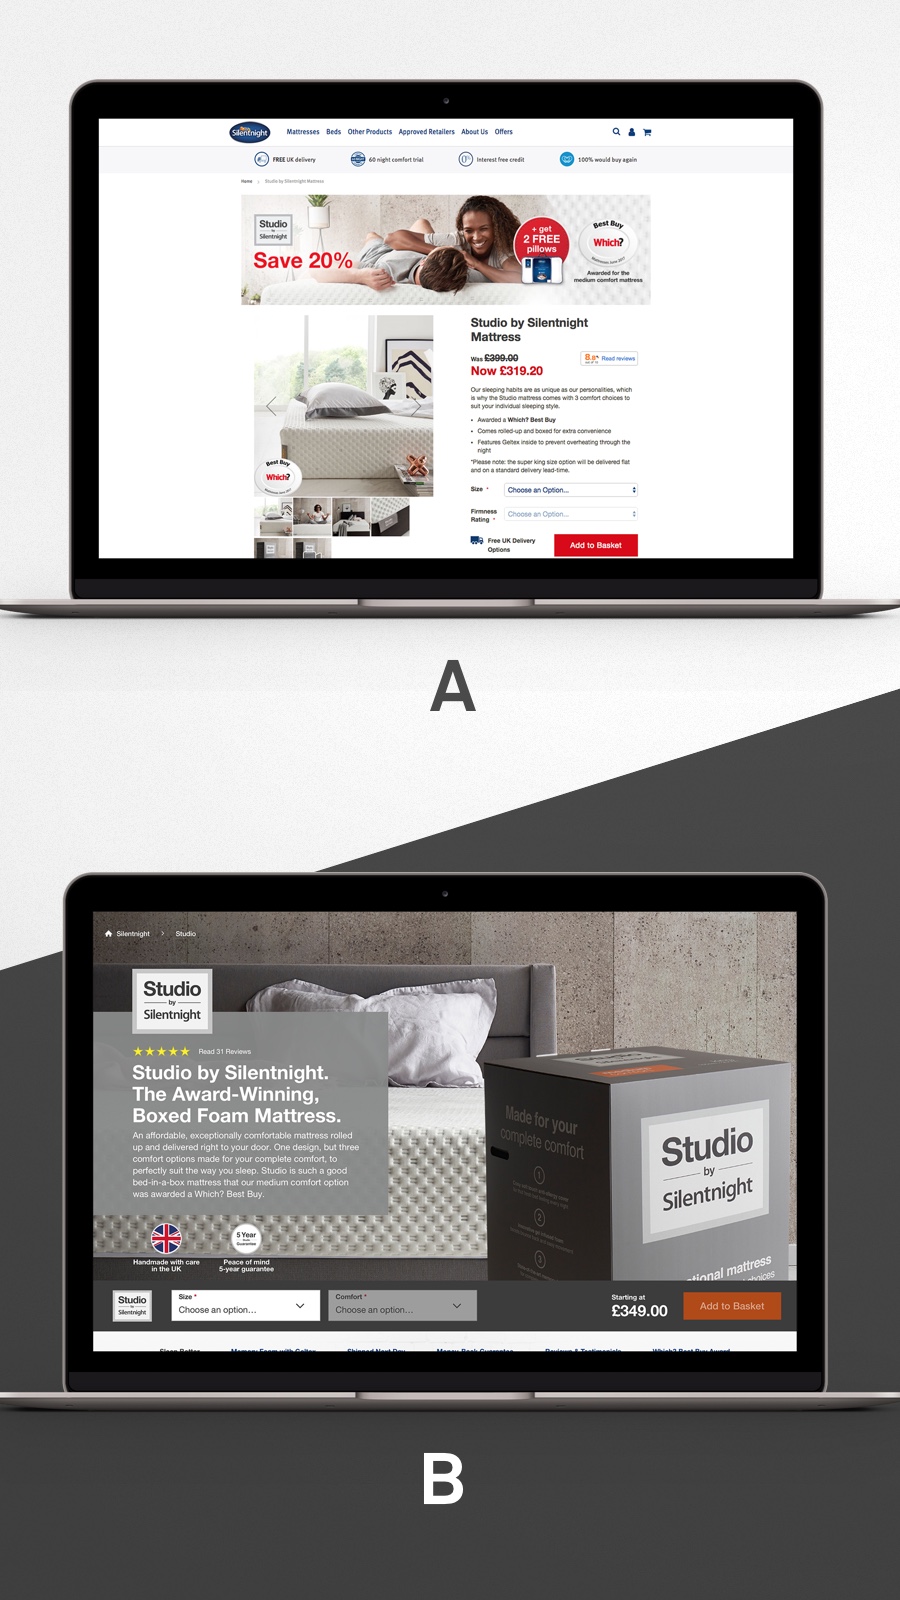 Silentnight
Mattresses Beds Other Products Approved Retailers About Us Offers
FREE UK delivery
60 night comfort trial
Interest free credit
100% would buy again
Home > Studio by Silentnight Mattress
Studio
by
Silentnight
Save 20%
+ get
2 FREE
pillows
Best Buy
Which?
Awarded for the
medium comfort mattress
Studio by Silentnight
Mattress
Was £399.00
Now £319.20
Read reviews
Our sleeping habits are as unique as our personalities, which
is why the Studio mattress comes with 3 comfort choices to
suit your individual sleeping style.
• Awarded a Which? Best Buy
• Comes rolled-up and boxed for extra convenience
• Features Geltex inside to prevent overheating through the
night
*Please note: the super king size option will be delivered flat
and on a standard delivery lead-time.
Best Buy
Which?
Size * Choose an Option...
Firmness
Rating * Choose an Option...
Free UK Delivery
Options
Add to Basket
A
Silentnight > Studio
Studio
by
Silentnight
Read 31 Reviews
Studio by Silentnight.
The Award-Winning,
Boxed Foam Mattress.
An affordable, exceptionally comfortable mattress rolled
up and delivered right to your door. One design, but three
comfort options made for your complete comfort, to
perfectly suit the way you sleep. Studio is such a good
bed-in-a-box mattress that our medium comfort option
was awarded a Which? Best Buy.
Made for your
complete comfort
1
2
3
Studio
by
Silentnight
mattress
choices
5 Year
Guarantee
Handmade with care
in the UK
Peace of mind
5-year guarantee
Studio
by
Silentnight
Size *
Choose an option...
Comfort *
Choose an option...
Starting at
£349.00
Add to Basket
B